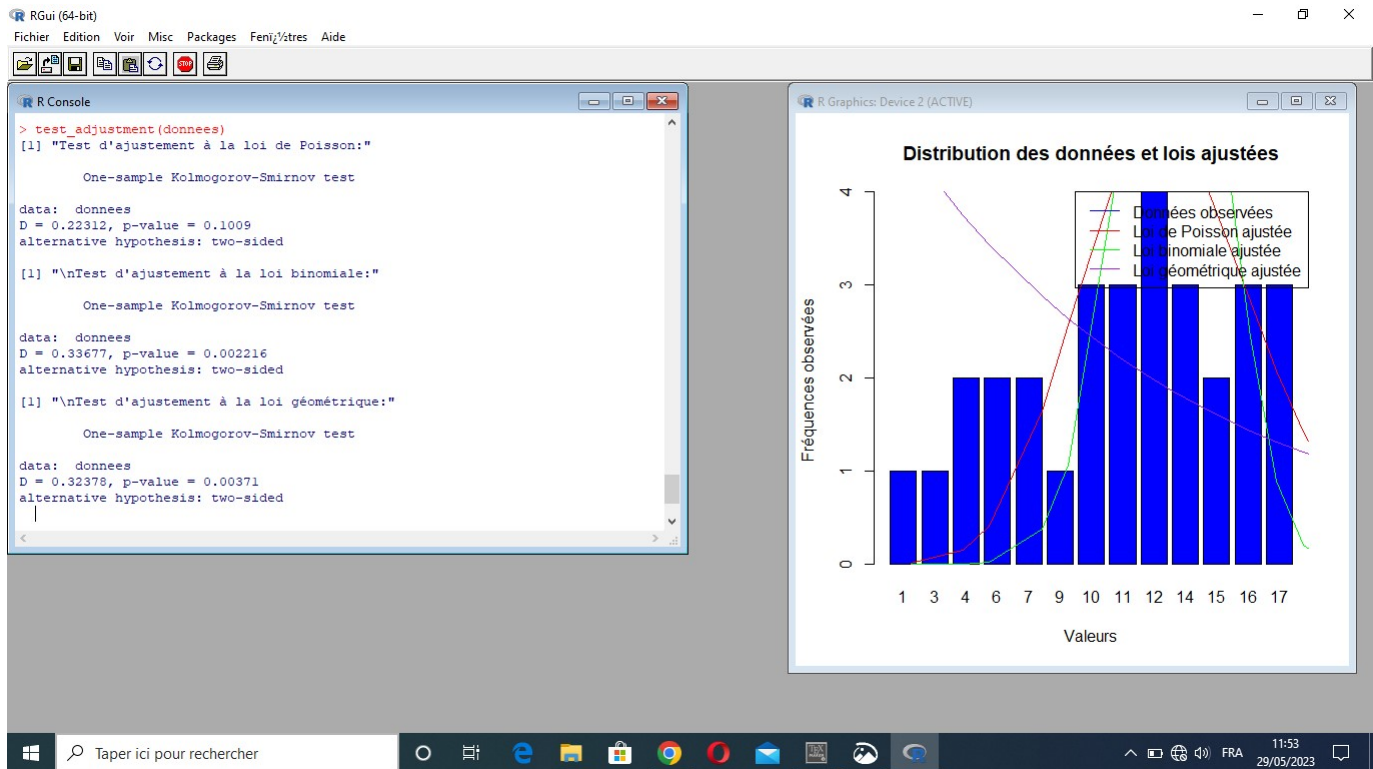 RGui (64-bit)
Fichier Edition Voir Misc Packages Fenï¿½tres Aide
STOP
R Console
> test_adjustment(donnees)
[1] "Test d'ajustement à la loi de Poisson:"
One-sample Kolmogorov-Smirnov test
data: donnees
D = 0.22312, p-value = 0.1009
alternative hypothesis: two-sided
[1] "\nTest d'ajustement à la loi binomiale:"
One-sample Kolmogorov-Smirnov test
data: donnees
D = 0.33677, p-value = 0.002216
alternative hypothesis: two-sided
[1] "\nTest d'ajustement à la loi géométrique:"
One-sample Kolmogorov-Smirnov test
data: donnees
D = 0.32378, p-value = 0.00371
alternative hypothesis: two-sided
R Graphics: Device 2 (ACTIVE)
Distribution des données et lois ajustées
Données observées
Loi de Poisson ajustée
Loi binomiale ajustée
Loi géométrique ajustée
Fréquences observées
4
3
2
1
0
1 3 4 6 7 9 10 11 12 14 15 16 17
Valeurs
Taper ici pour rechercher
FRA
11:53
29/05/2023